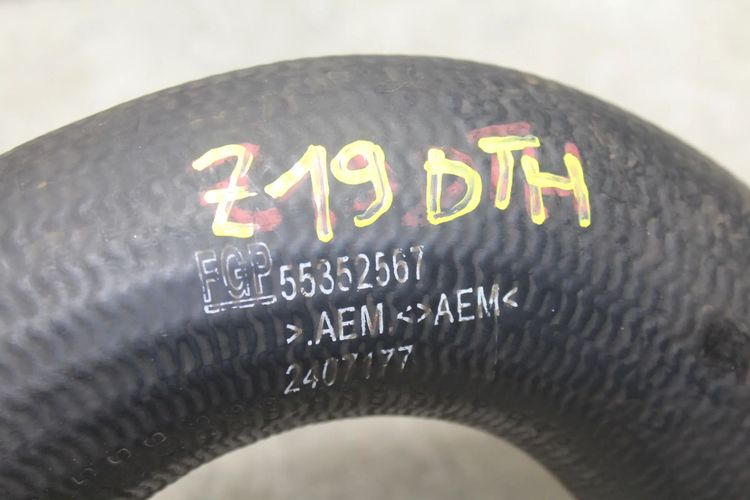 Z19 DTH
FGP 55352567
>.AEM.<>AEM<
2407177